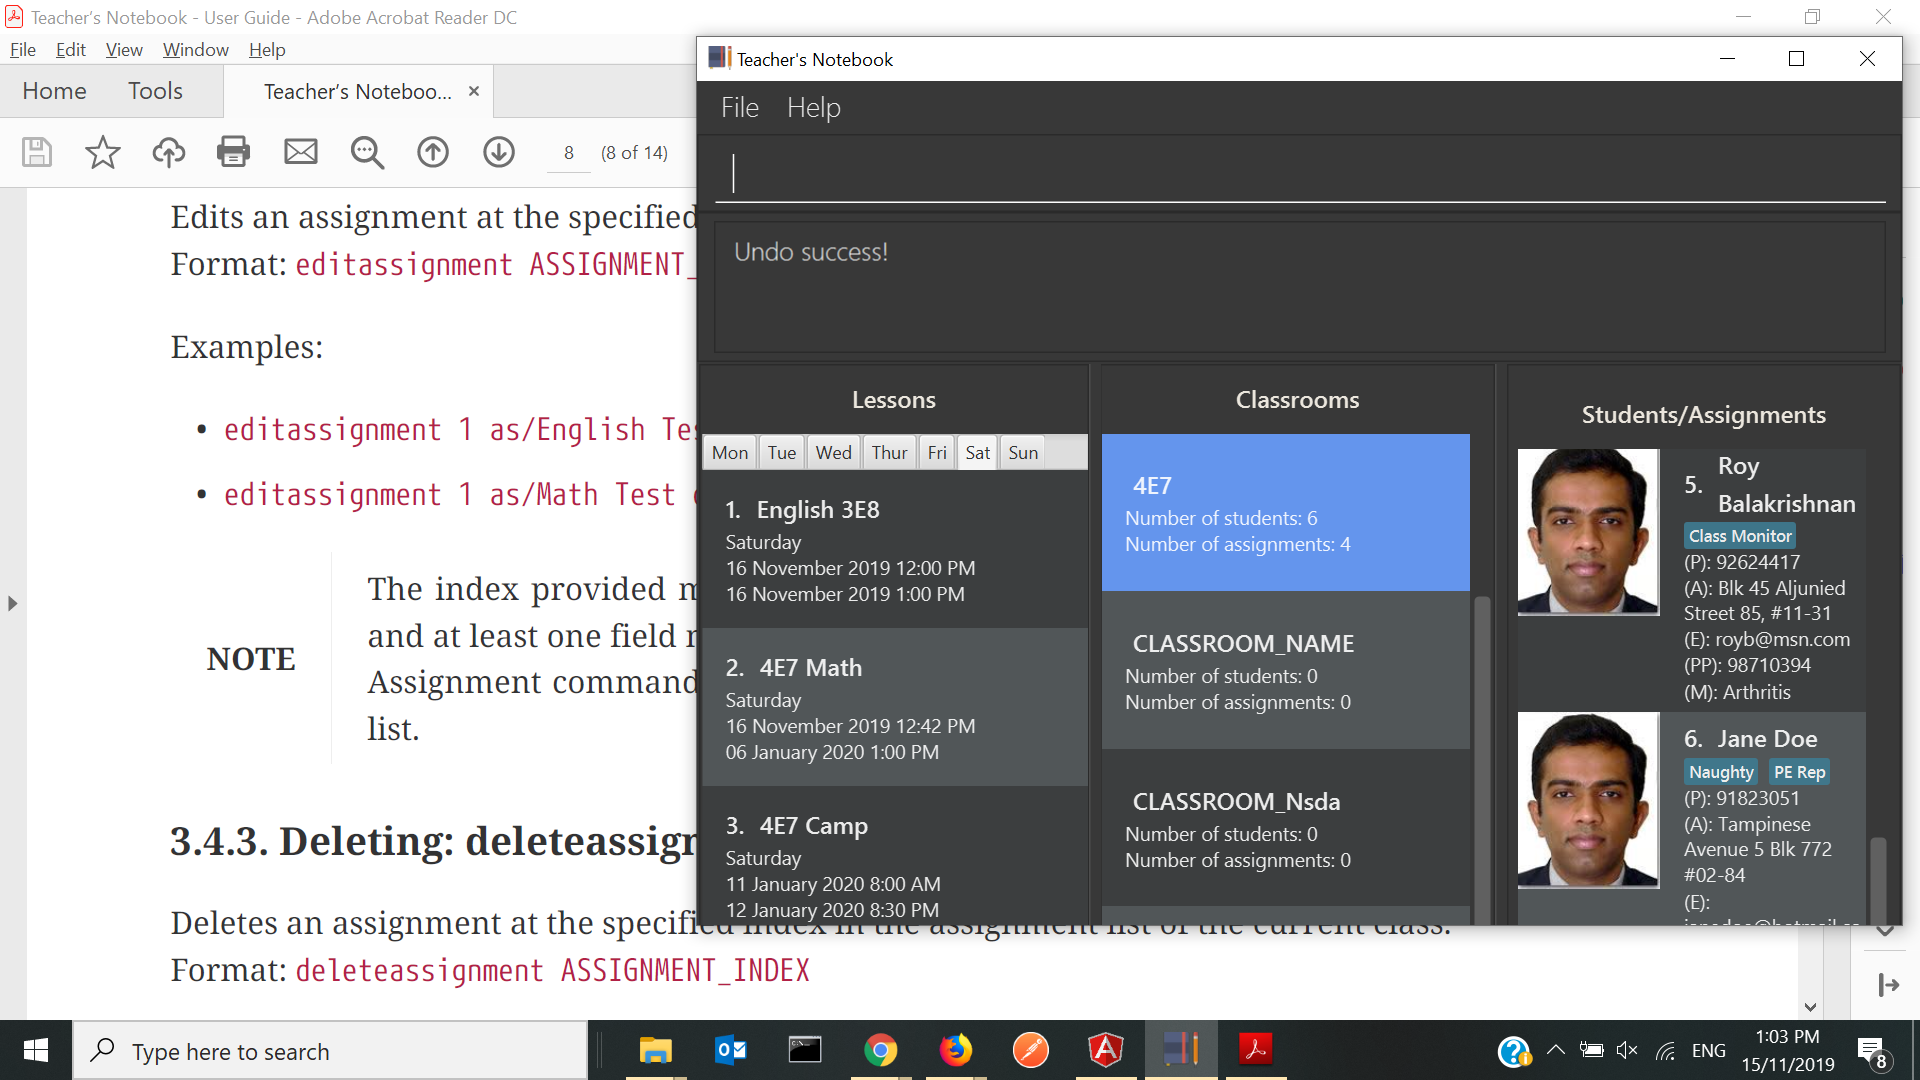 Teacher's Notebook - User Guide - Adobe Acrobat Reader DC
File Edit View Window Help
Home Tools Teacher's Noteboo... ×
8 (8 of 14)
Edits an assignment at the specified
Format: editassignment ASSIGNMENT_
Examples:
• editassignment 1 as/English Te
• editassignment 1 as/Math Test
NOTE
The index provided
and at least one field
Assignment command
list.
3.4.3. Deleting: deleteassig
Deletes an assignment at the specified index in the assignment list of the current class.
Format: deleteassignment ASSIGNMENT_INDEX
Teacher's Notebook
File Help
Undo success!
Lessons
Mon Tue Wed Thur Fri Sat Sun
1. English 3E8
Saturday
16 November 2019 12:00 PM
16 November 2019 1:00 PM
2. 4E7 Math
Saturday
16 November 2019 12:42 PM
06 January 2020 1:00 PM
3. 4E7 Camp
Saturday
11 January 2020 8:00 AM
12 January 2020 8:30 PM
Classrooms
4E7
Number of students: 6
Number of assignments: 4
CLASSROOM_NAME
Number of students: 0
Number of assignments: 0
CLASSROOM_Nsda
Number of students: 0
Number of assignments: 0
Students/Assignments
5. Roy
Balakrishnan
Class Monitor
(P): 92624417
(A): Blk 45 Aljunied
Street 85, #11-31
(E): royb@msn.com
(PP): 98710394
(M): Arthritis
6. Jane Doe
Naughty PE Rep
(P): 91823051
(A): Tampinese
Avenue 5 Blk 772
#02-84
(E):
Type here to search
ENG
1:03 PM
15/11/2019
8